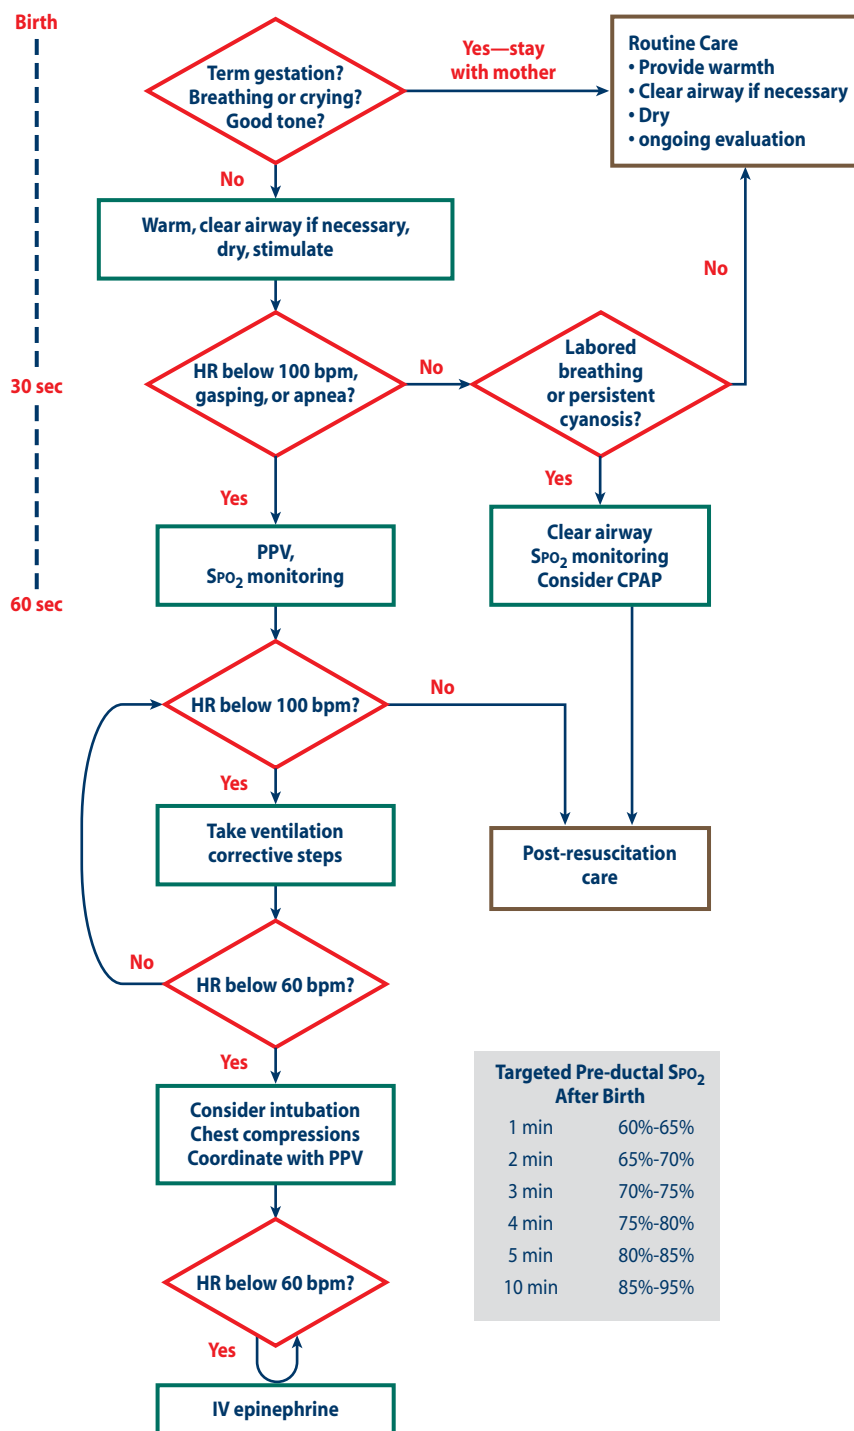 Birth
Term gestation?
Breathing or crying?
Good tone?
Yes—stay
with mother
Routine Care
• Provide warmth
• Clear airway if necessary
• Dry
• ongoing evaluation
No
Warm, clear airway if necessary,
dry, stimulate
No
30 sec
HR below 100 bpm,
gasping, or apnea?
No
Labored
breathing
or persistent
cyanosis?
Yes
Yes
PPV,
SPO₂ monitoring
Clear airway
SPO₂ monitoring
Consider CPAP
60 sec
HR below 100 bpm?
No
Yes
Take ventilation
corrective steps
Post-resuscitation
care
No
HR below 60 bpm?
Yes
Consider intubation
Chest compressions
Coordinate with PPV
HR below 60 bpm?
Yes
IV epinephrine
Targeted Pre-ductal SPO₂
After Birth
1 min 60%-65%
2 min 65%-70%
3 min 70%-75%
4 min 75%-80%
5 min 80%-85%
10 min 85%-95%